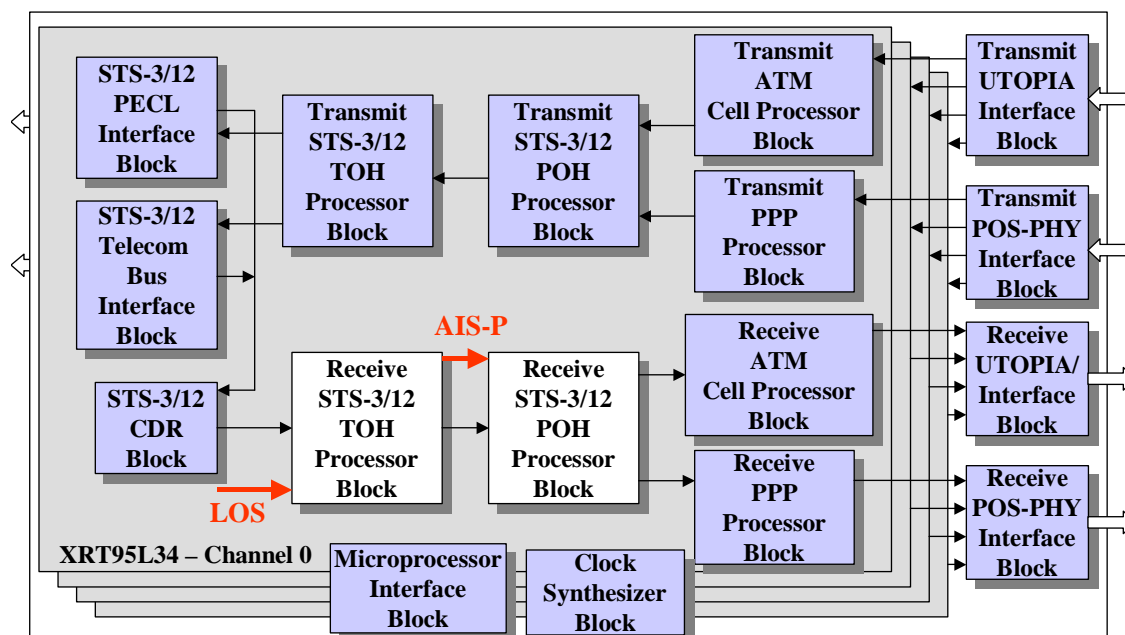 STS-3/12
PECL
Interface
Block
Transmit
STS-3/12
TOH
Processor
Block
Transmit
STS-3/12
POH
Processor
Block
Transmit
ATM
Cell Processor
Block
Transmit
UTOPIA
Interface
Block
STS-3/12
Telecom
Bus
Interface
Block
Transmit
PPP
Processor
Block
Transmit
POS-PHY
Interface
Block
AIS-P
STS-3/12
CDR
Block
LOS
Receive
STS-3/12
TOH
Processor
Block
Receive
STS-3/12
POH
Processor
Block
Receive
ATM
Cell Processor
Block
Receive
UTOPIA/
Interface
Block
Receive
PPP
Processor
Block
Receive
POS-PHY
Interface
Block
XRT95L34 – Channel 0
Microprocessor
Interface
Block
Clock
Synthesizer
Block